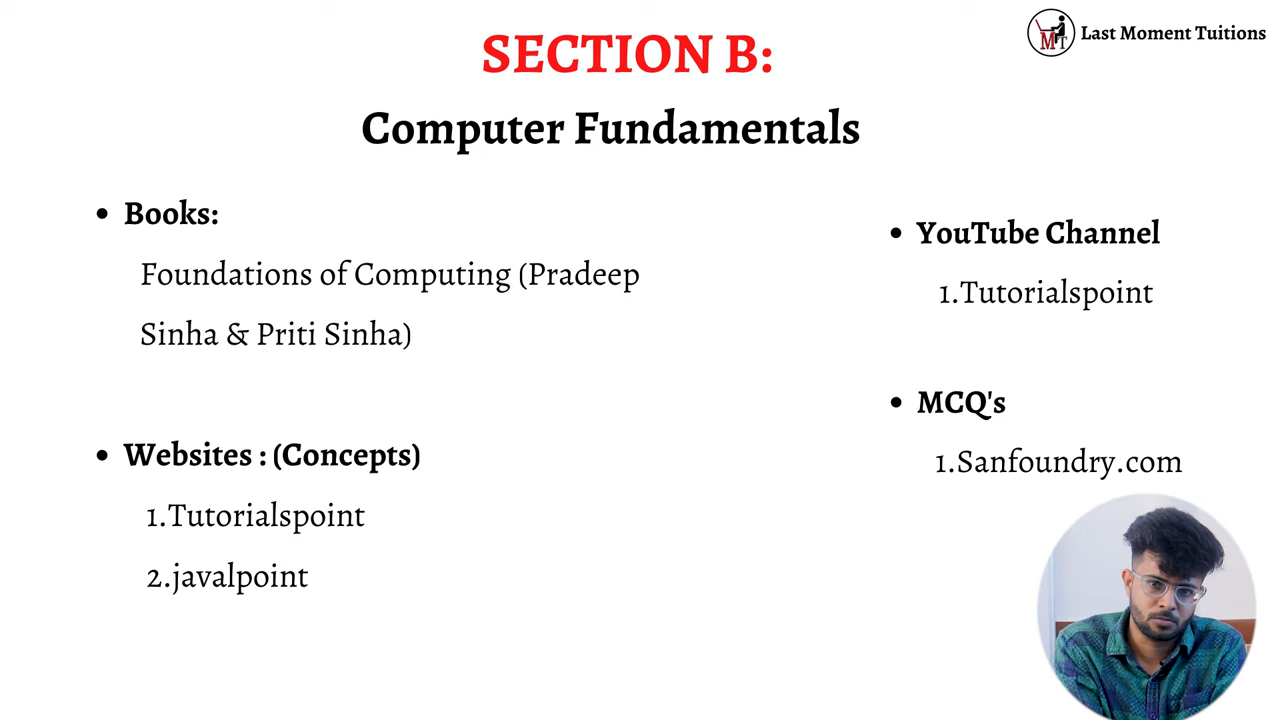 SECTION B:
MT Last Moment Tuitions
Computer Fundamentals
• Books:
Foundations of Computing (Pradeep
Sinha & Priti Sinha)
• Websites : (Concepts)
1.Tutorialspoint
2.javalpoint
• YouTube Channel
1.Tutorialspoint
• MCQ's
1.Sanfoundry.com